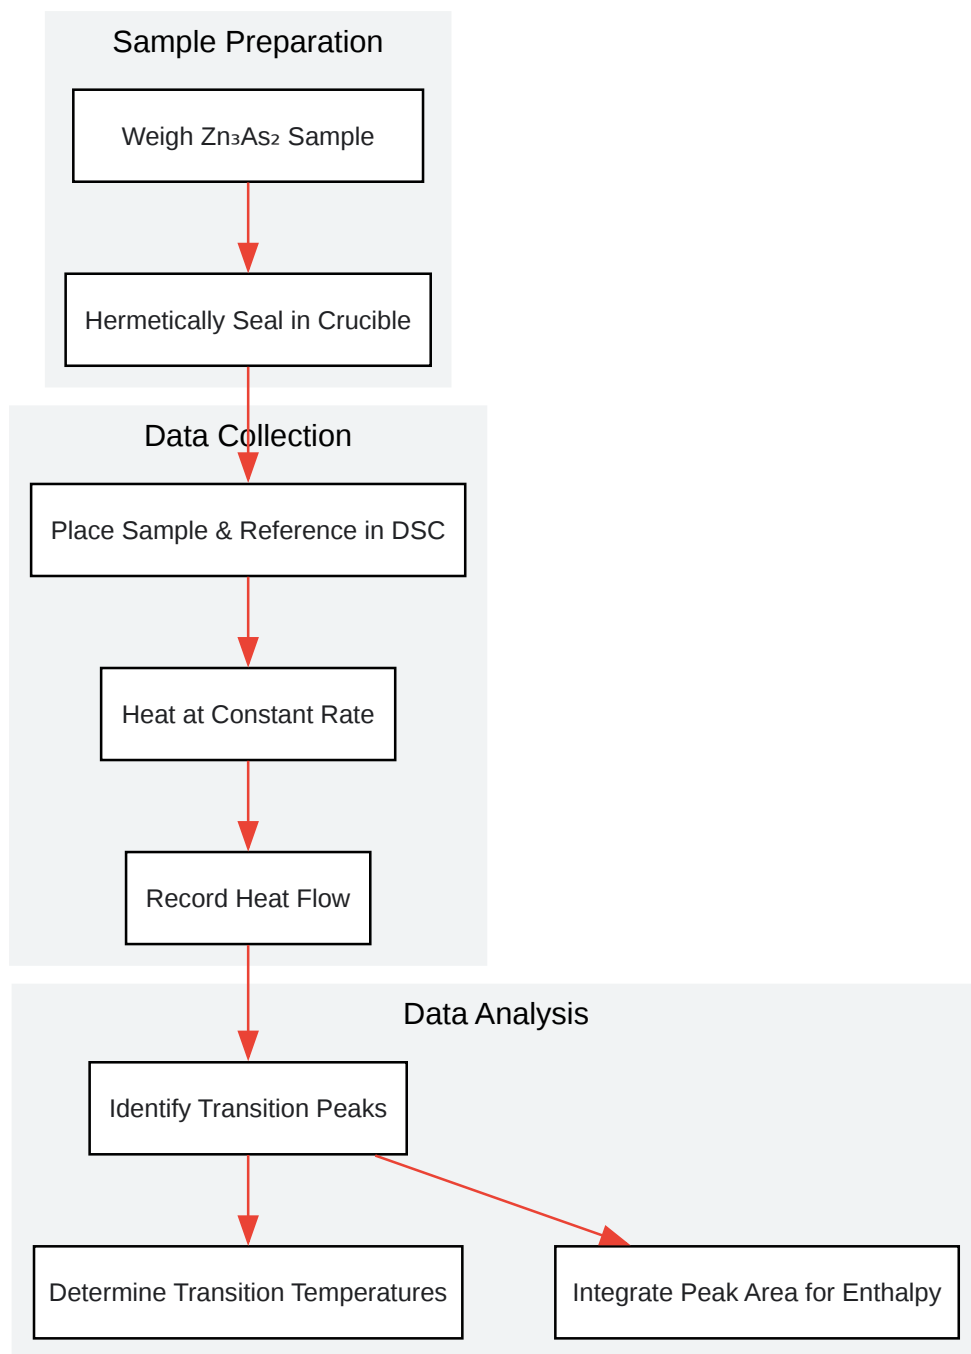 Sample Preparation
Weigh Zn₃As₂ Sample
Hermetically Seal in Crucible
Data Collection
Place Sample & Reference in DSC
Heat at Constant Rate
Record Heat Flow
Data Analysis
Identify Transition Peaks
Determine Transition Temperatures
Integrate Peak Area for Enthalpy